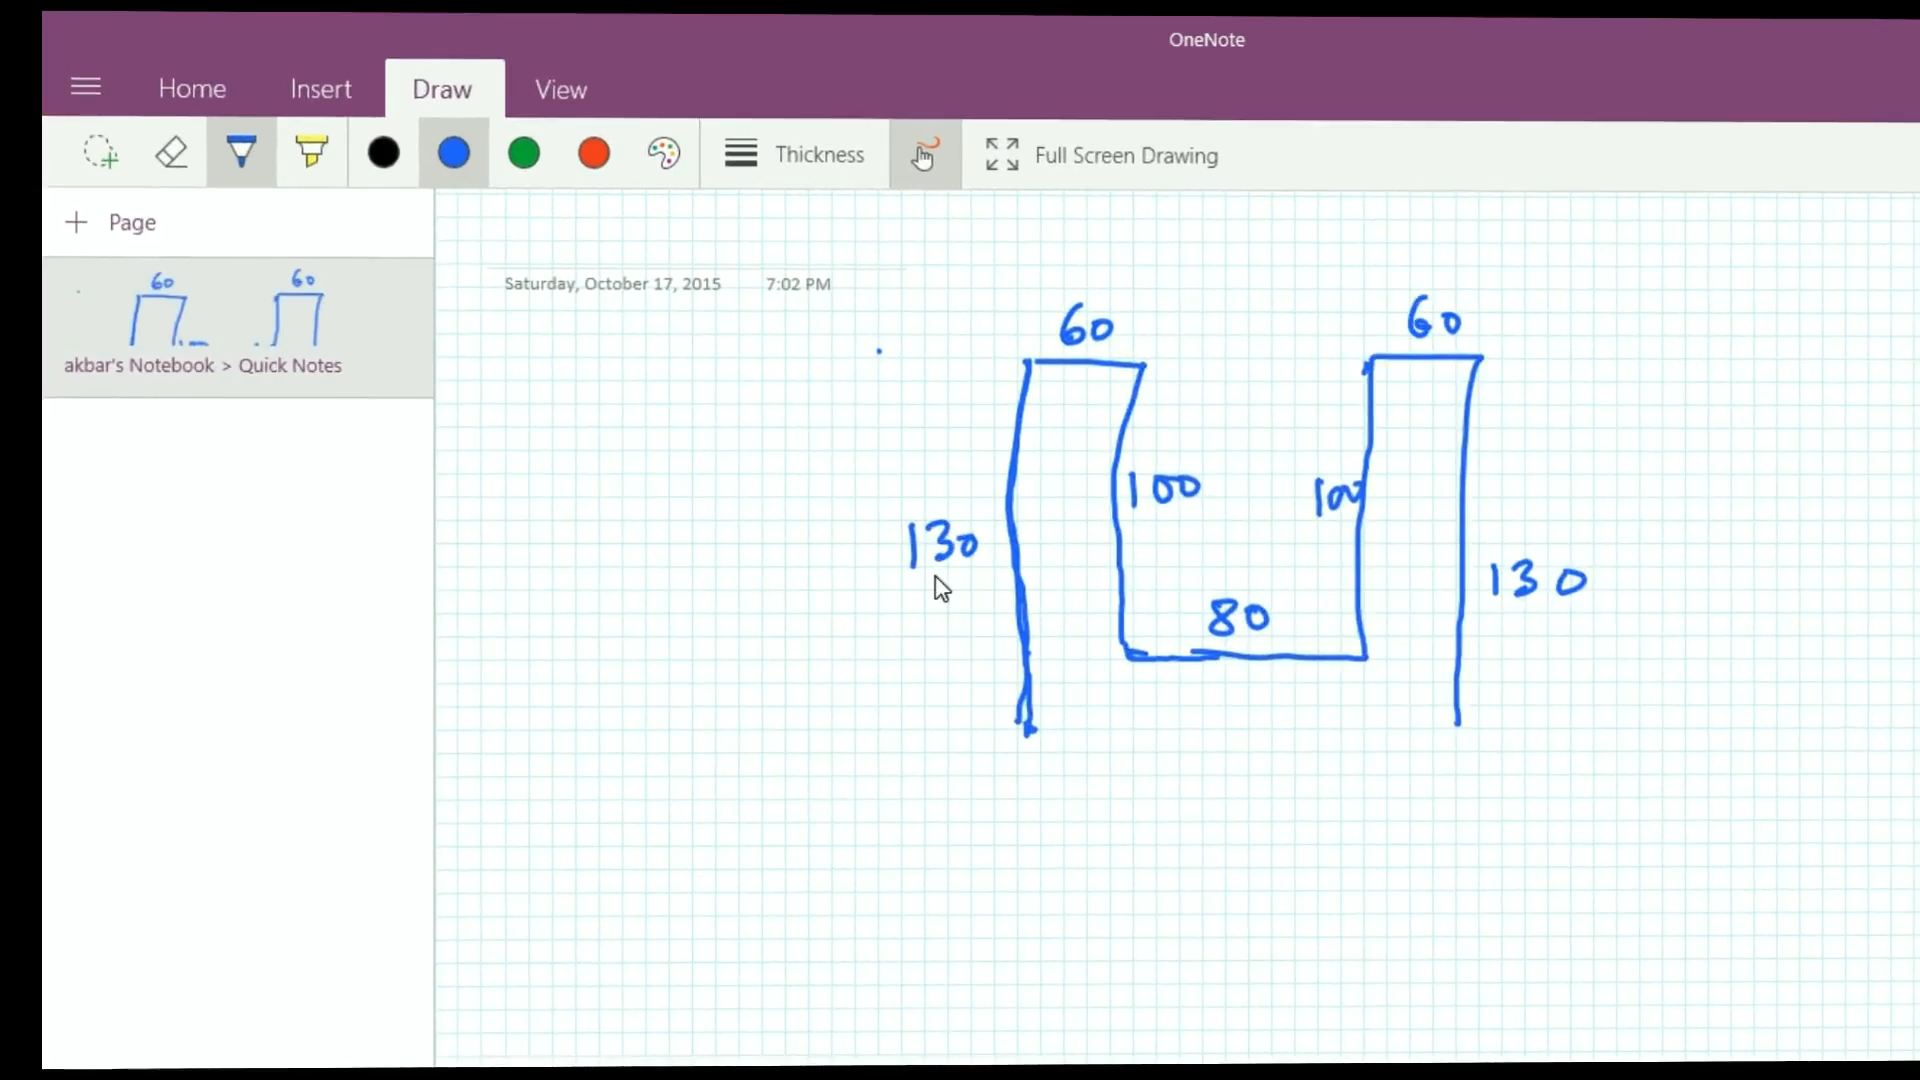 OneNote
Home Insert Draw View
Thickness Full Screen Drawing
Page
60 60
akbar's Notebook > Quick Notes
Saturday, October 17, 2015 7:02 PM
60 60
100 100
130 130
80